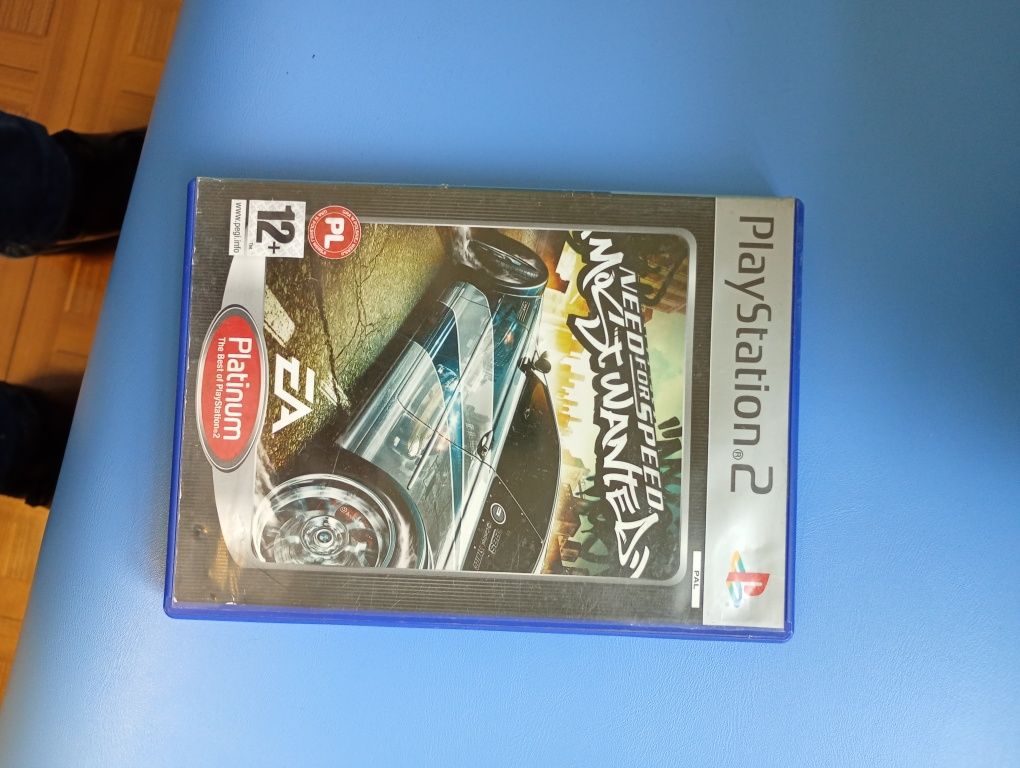 PlayStation®2
PAL
NEED FOR SPEED™
MOST WANTED
EA
PL
12+
www.pegi.info
Platinum
The Best of PlayStation®2